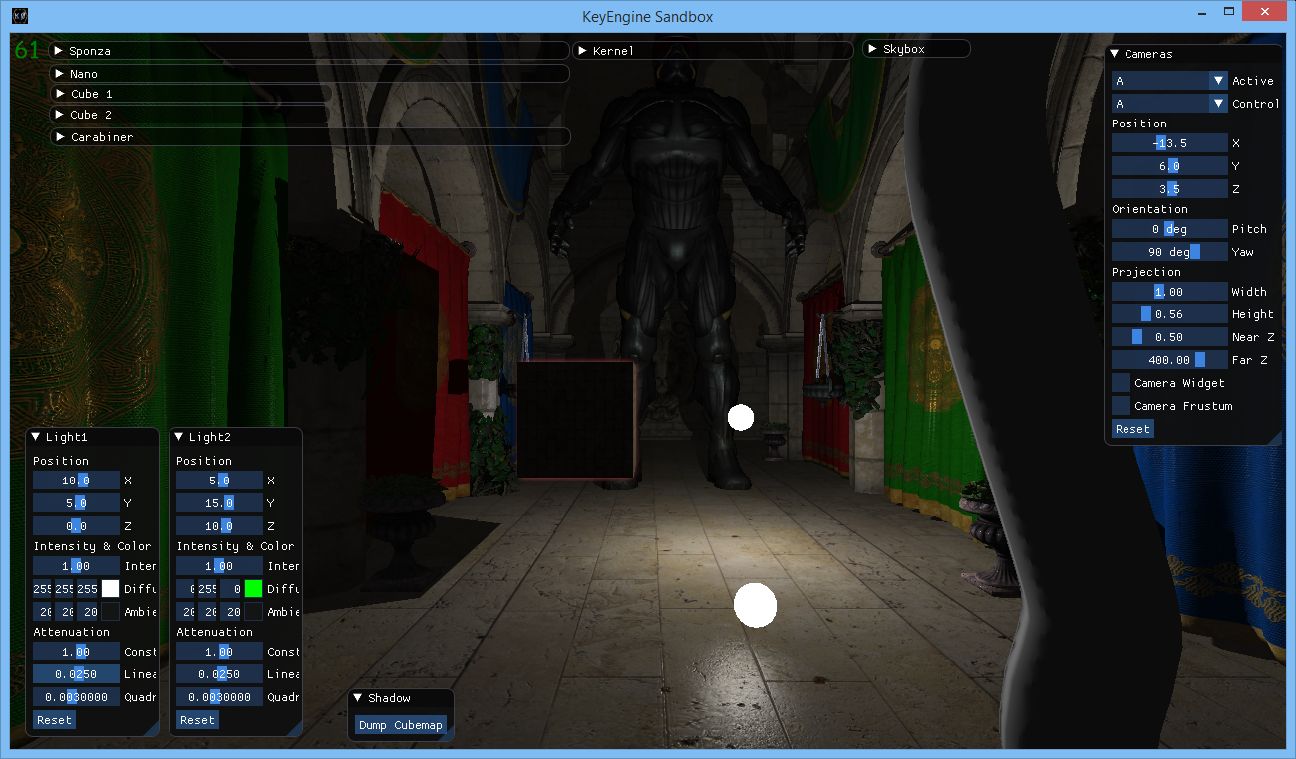 KeyEngine Sandbox
61
Sponza
Kernel
Skybox
Nano
Cube 1
Cube 2
Carabiner
Cameras
A Active
A Control
Position
-13.5 X
6.0 Y
3.5 Z
Orientation
0 deg Pitch
90 deg Yaw
Projection
1.00 Width
0.56 Height
0.50 Near Z
400.00 Far Z
Camera Widget
Camera Frustum
Reset
Light1
Position
10.0 X
5.0 Y
0.0 Z
Intensity & Color
1.00 Inter
255 255 255 Diffu
20 20 20 Ambie
Attenuation
1.00 Const
0.0250 Linea
0.0030000 Quadr
Reset
Light2
Position
5.0 X
15.0 Y
10.0 Z
Intensity & Color
1.00 Inter
0 255 0 Diffu
20 20 20 Ambie
Attenuation
1.00 Const
0.0250 Linea
0.0030000 Quadr
Reset
Shadow
Dump Cubemap